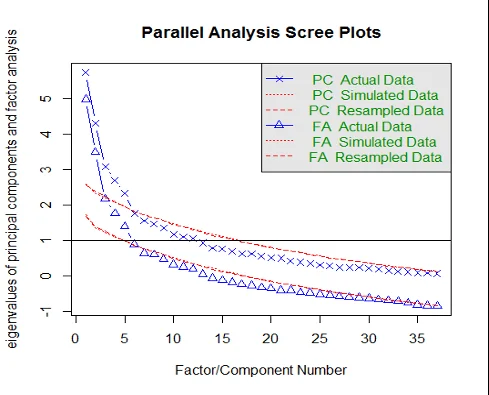 Parallel Analysis Scree Plots
eigenvalues of principal components and factor analysis
PC Actual Data
PC Simulated Data
PC Resampled Data
FA Actual Data
FA Simulated Data
FA Resampled Data
5
4
3
2
1
0
-1
0 5 10 15 20 25 30 35
Factor/Component Number